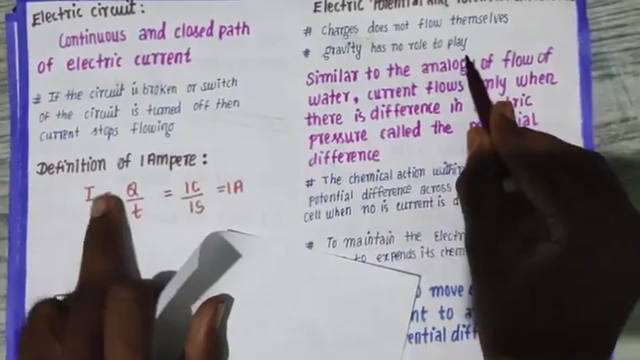 Electric circuit:
Continuous and closed path
of electric current
# If the circuit is broken or switch
of the circuit is turned off then
current stops flowing
Definition of 1 Ampere:
I = Q/t = 1C/1S = 1A
Electric
# Charges does not flow themselves
* gravity has no role to play
Similar to the analogy of flow of
water, current flows only when
there is difference in
pressure called the
difference
# The chemical action within
potential difference across
cell when no is current is
# To maintain the
to expends its
move